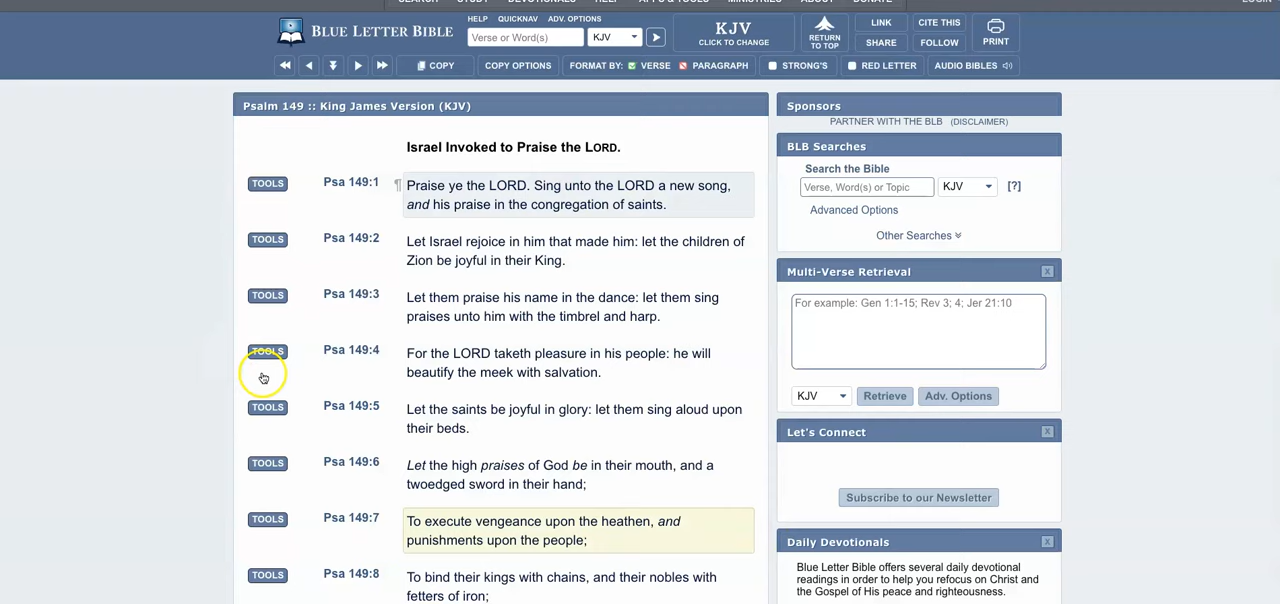 SEARCH STUDY DEVOTIONALS HELP APPS & TOOLS MINISTRIES ABOUT DONATE LOGIN
HELP QUICKNAV ADV. OPTIONS
BLUE LETTER BIBLE
Verse or Word(s) KJV
KJV
CLICK TO CHANGE
RETURN
TO TOP
LINK CITE THIS
SHARE FOLLOW
PRINT
COPY COPY OPTIONS FORMAT BY: VERSE PARAGRAPH STRONG'S RED LETTER AUDIO BIBLES
Psalm 149 :: King James Version (KJV)
Israel Invoked to Praise the LORD.
TOOLS Psa 149:1 ¶ Praise ye the LORD. Sing unto the LORD a new song,
and his praise in the congregation of saints.
TOOLS Psa 149:2 Let Israel rejoice in him that made him: let the children of
Zion be joyful in their King.
TOOLS Psa 149:3 Let them praise his name in the dance: let them sing
praises unto him with the timbrel and harp.
TOOLS Psa 149:4 For the LORD taketh pleasure in his people: he will
beautify the meek with salvation.
TOOLS Psa 149:5 Let the saints be joyful in glory: let them sing aloud upon
their beds.
TOOLS Psa 149:6 Let the high praises of God be in their mouth, and a
twoedged sword in their hand;
TOOLS Psa 149:7 To execute vengeance upon the heathen, and
punishments upon the people;
TOOLS Psa 149:8 To bind their kings with chains, and their nobles with
fetters of iron;
Sponsors
PARTNER WITH THE BLB (DISCLAIMER)
BLB Searches
Search the Bible
Verse, Word(s) or Topic KJV [?]
Advanced Options
Other Searches
Multi-Verse Retrieval X
For example: Gen 1:1-15; Rev 3; 4; Jer 21:10
KJV Retrieve Adv. Options
Let's Connect X
Subscribe to our Newsletter
Daily Devotionals X
Blue Letter Bible offers several daily devotional
readings in order to help you refocus on Christ and
the Gospel of His peace and righteousness.